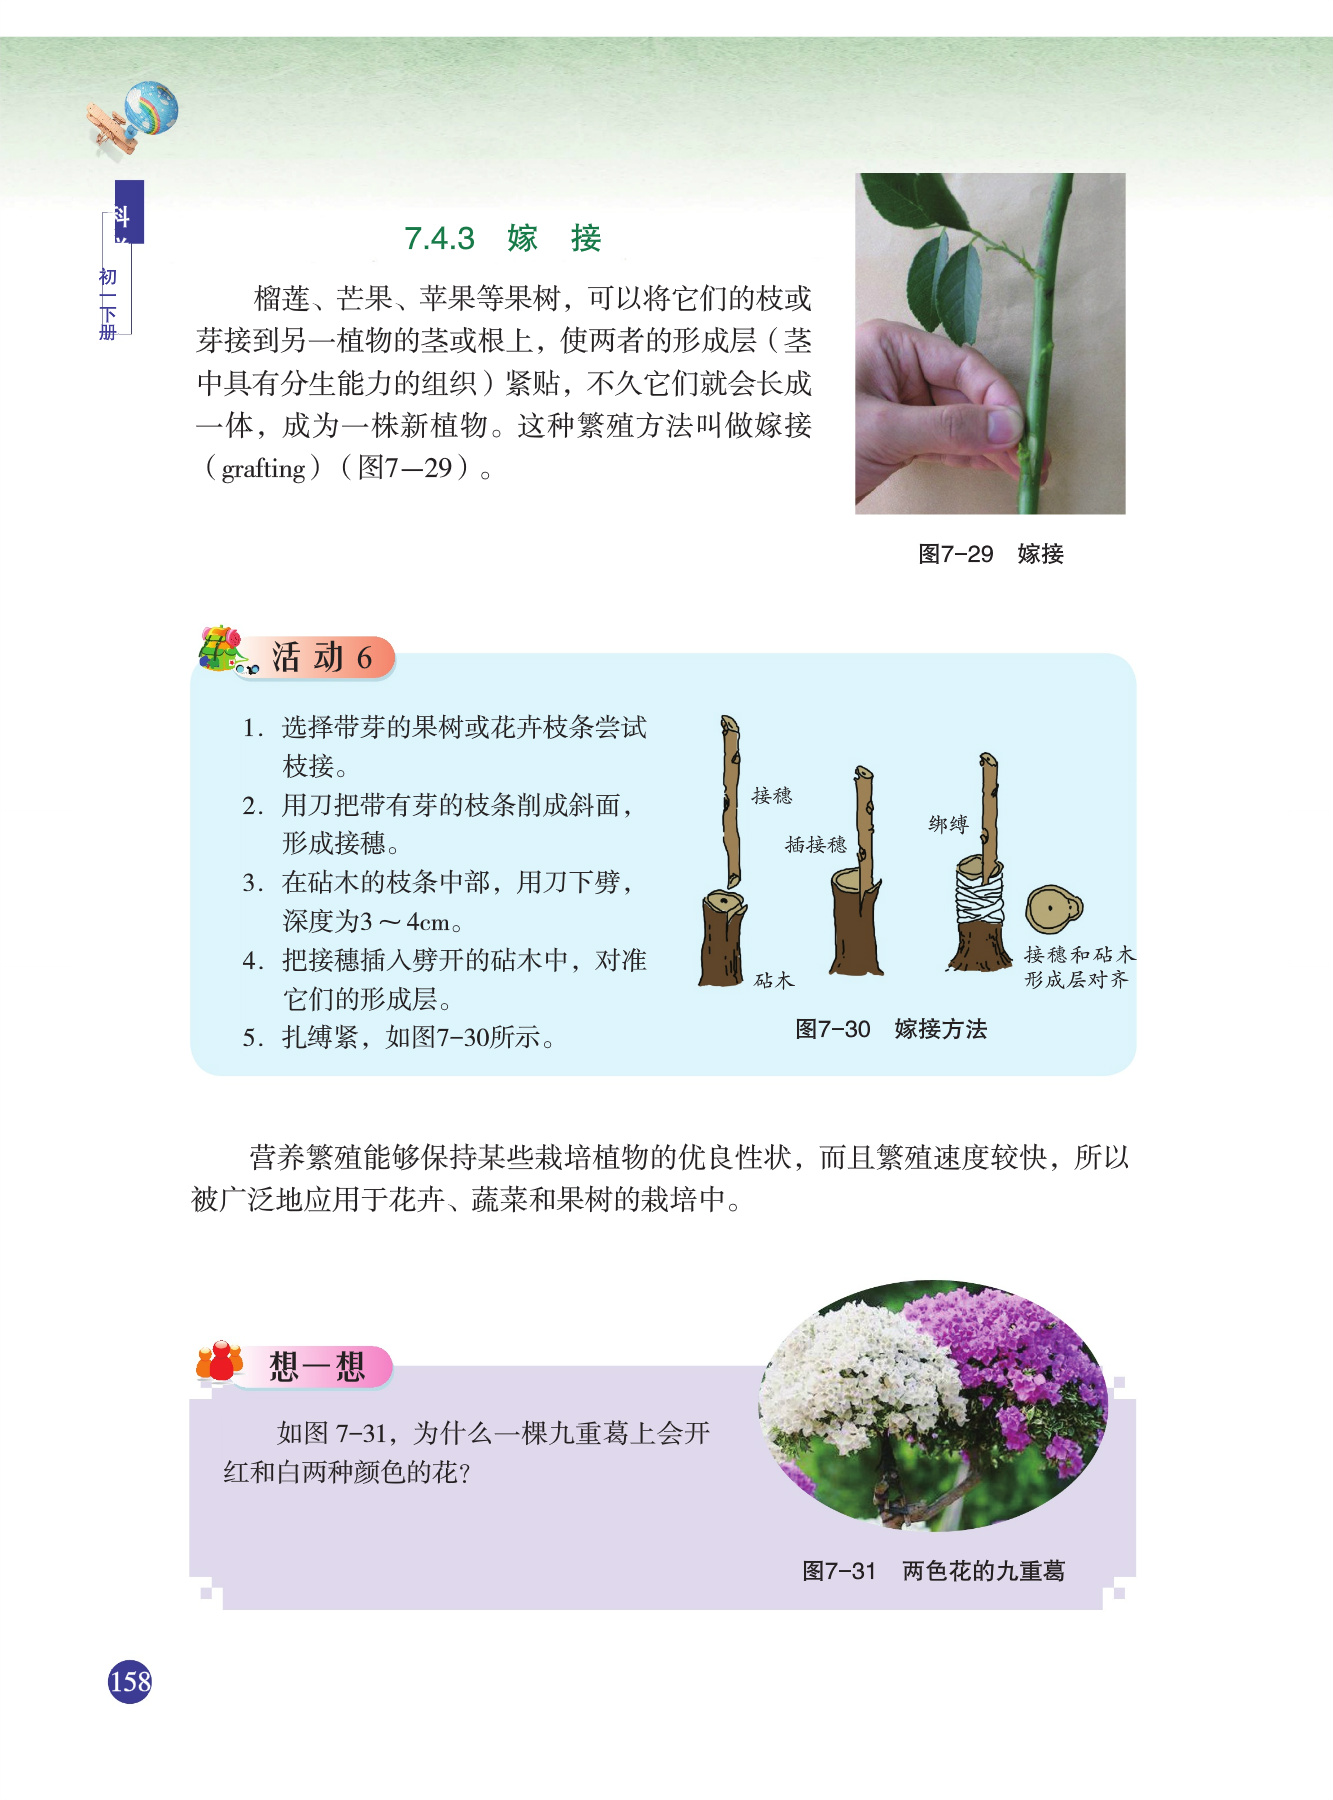 科
初一下册
7.4.3 嫁 接
榴莲、芒果、苹果等果树，可以将它们的枝或
芽接到另一植物的茎或根上，使两者的形成层（茎
中具有分生能力的组织）紧贴，不久它们就会长成
一体，成为一株新植物。这种繁殖方法叫做嫁接
（grafting）（图7—29）。
图7-29 嫁接
活 动 6
1. 选择带芽的果树或花卉枝条尝试
枝接。
2. 用刀把带有芽的枝条削成斜面，
形成接穗。
3. 在砧木的枝条中部，用刀下劈，
深度为3～4cm。
4. 把接穗插入劈开的砧木中，对准
它们的形成层。
5. 扎缚紧，如图7-30所示。
接穗
砧木
插接穗
绑缚
接穗和砧木
形成层对齐
图7-30 嫁接方法
营养繁殖能够保持某些栽培植物的优良性状，而且繁殖速度较快，所以
被广泛地应用于花卉、蔬菜和果树的栽培中。
想一想
如图 7-31，为什么一棵九重葛上会开
红和白两种颜色的花？
图7-31 两色花的九重葛
158